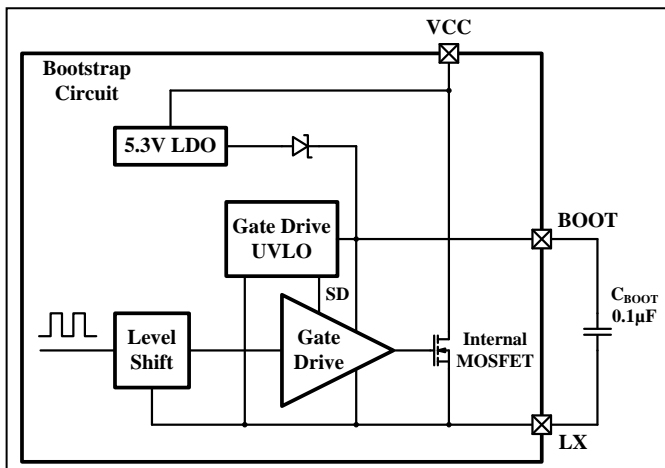 VCC
Bootstrap
Circuit
5.3V LDO
Gate Drive
UVLO
BOOT
SD
CBOOT
0.1µF
Level
Shift
Gate
Drive
Internal
MOSFET
LX